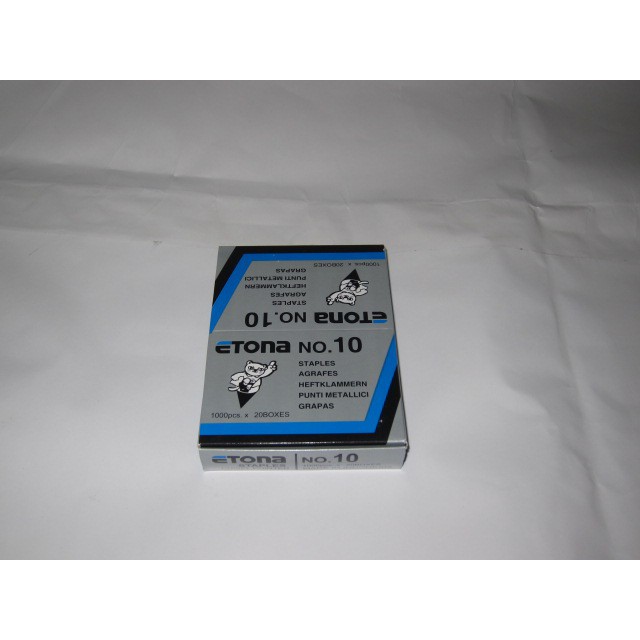 1000pcs. x 20BOXES
GRAPAS
PUNTI METALLICI
HEFTKLAMMERN
AGRAFES
STAPLES
ETONA NO.10
ETONA NO.10
STAPLES
AGRAFES
HEFTKLAMMERN
PUNTI METALLICI
GRAPAS
1000pcs. x 20BOXES
ETONA NO.10
STAPLES